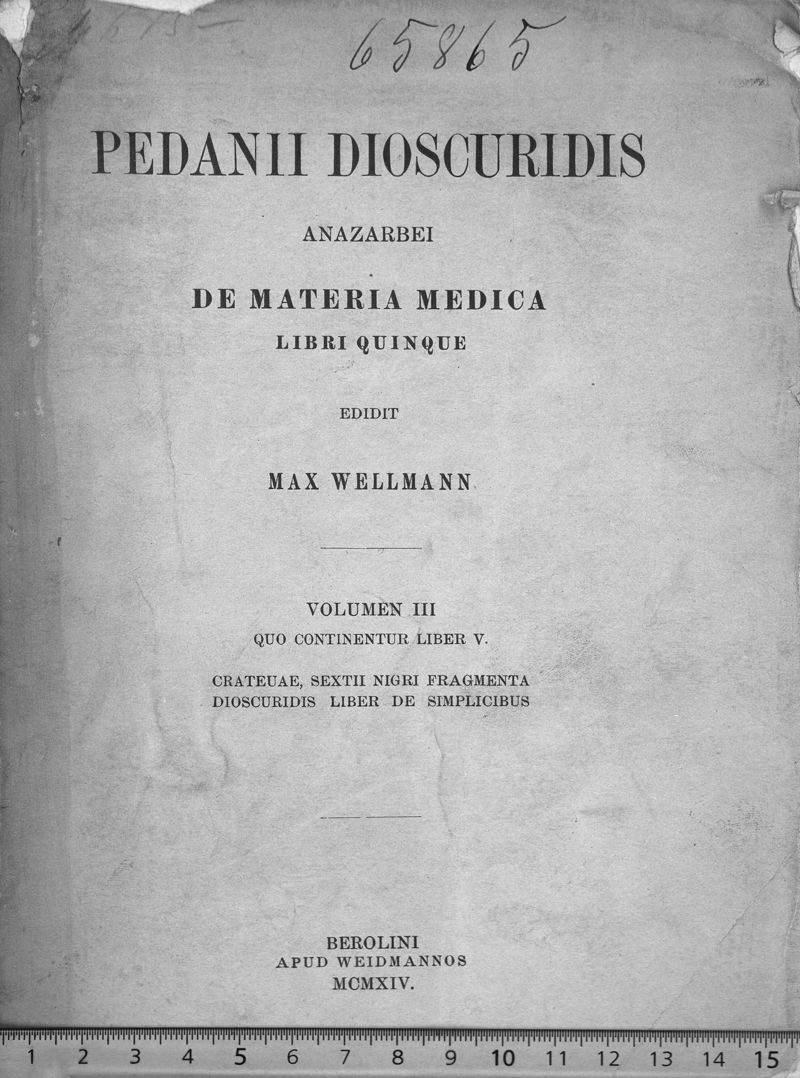 65865
PEDANII DIOSCURIDIS
ANAZARBEI
DE MATERIA MEDICA
LIBRI QUINQUE
EDIDIT
MAX WELLMANN
VOLUMEN III
QUO CONTINENTUR LIBER V.
CRATEUAE, SEXTII NIGRI FRAGMENTA
DIOSCURIDIS LIBER DE SIMPLICIBUS
BEROLINI
APUD WEIDMANNOS
MCMXIV.
1 2 3 4 5 6 7 8 9 10 11 12 13 14 15